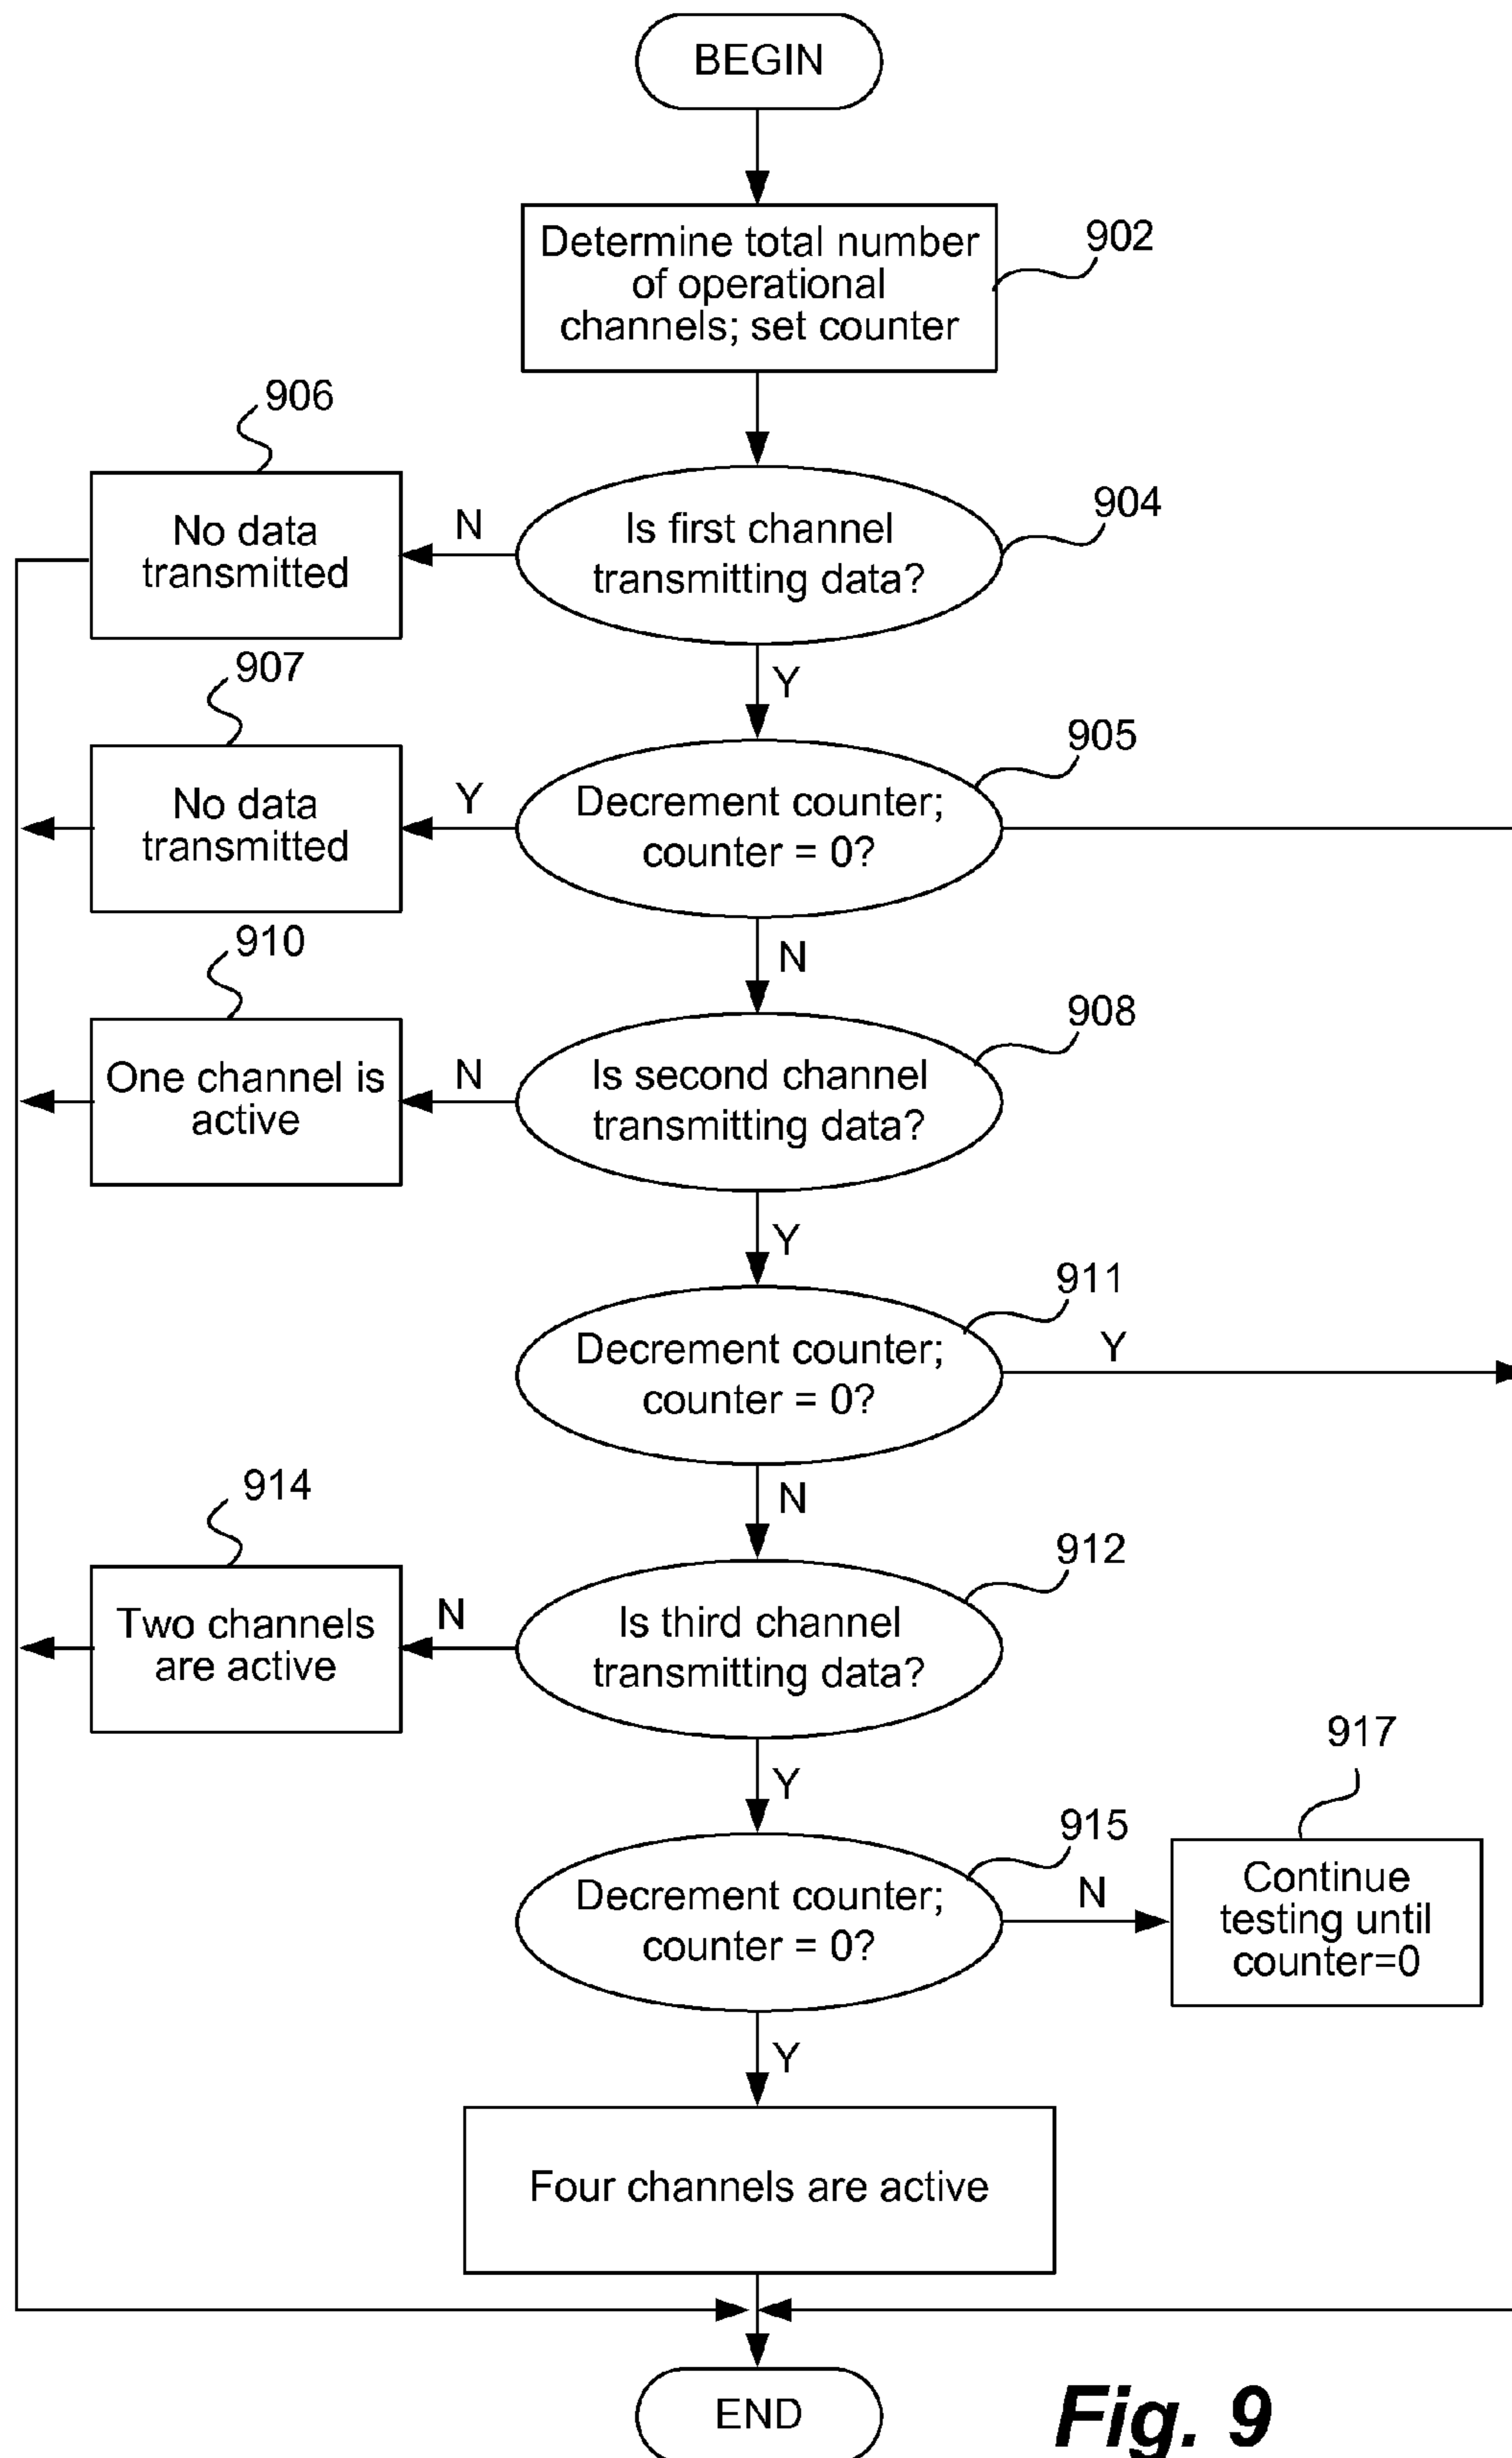 BEGIN
Determine total number
of operational
channels; set counter
902
906
No data
transmitted
N
Is first channel
transmitting data?
904
Y
907
No data
transmitted
Y
Decrement counter;
counter = 0?
905
N
910
One channel is
active
N
Is second channel
transmitting data?
908
Y
Decrement counter;
counter = 0?
911
Y
N
914
Two channels
are active
N
Is third channel
transmitting data?
912
Y
Decrement counter;
counter = 0?
915
N
917
Continue
testing until
counter=0
Y
Four channels are active
END
Fig. 9